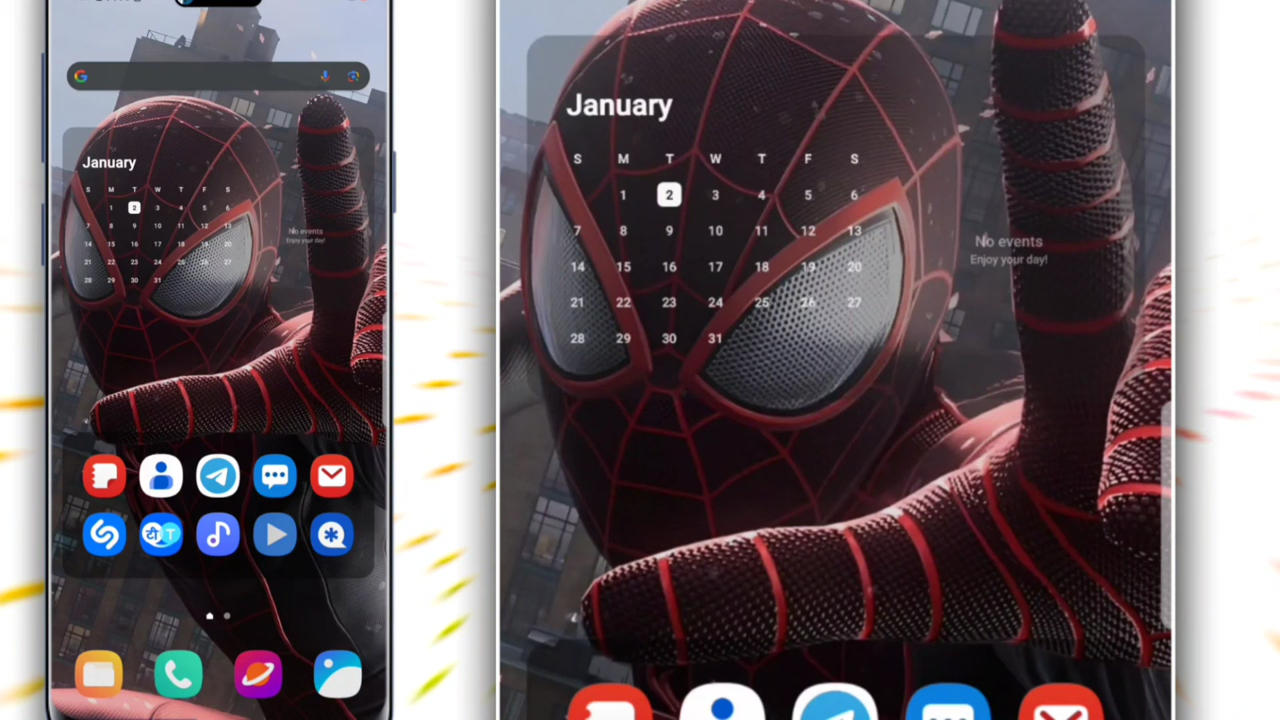 January
S M T W T F S
1 2 3 4 5 6
7 8 9 10 11 12 13
14 15 16 17 18 19 20
21 22 23 24 25 26 27
28 29 30 31
No events
Enjoy your day!
January
S M T W T F S
1 2 3 4 5 6
7 8 9 10 11 12 13
14 15 16 17 18 19 20
21 22 23 24 25 26 27
28 29 30 31
No events
Enjoy your day!